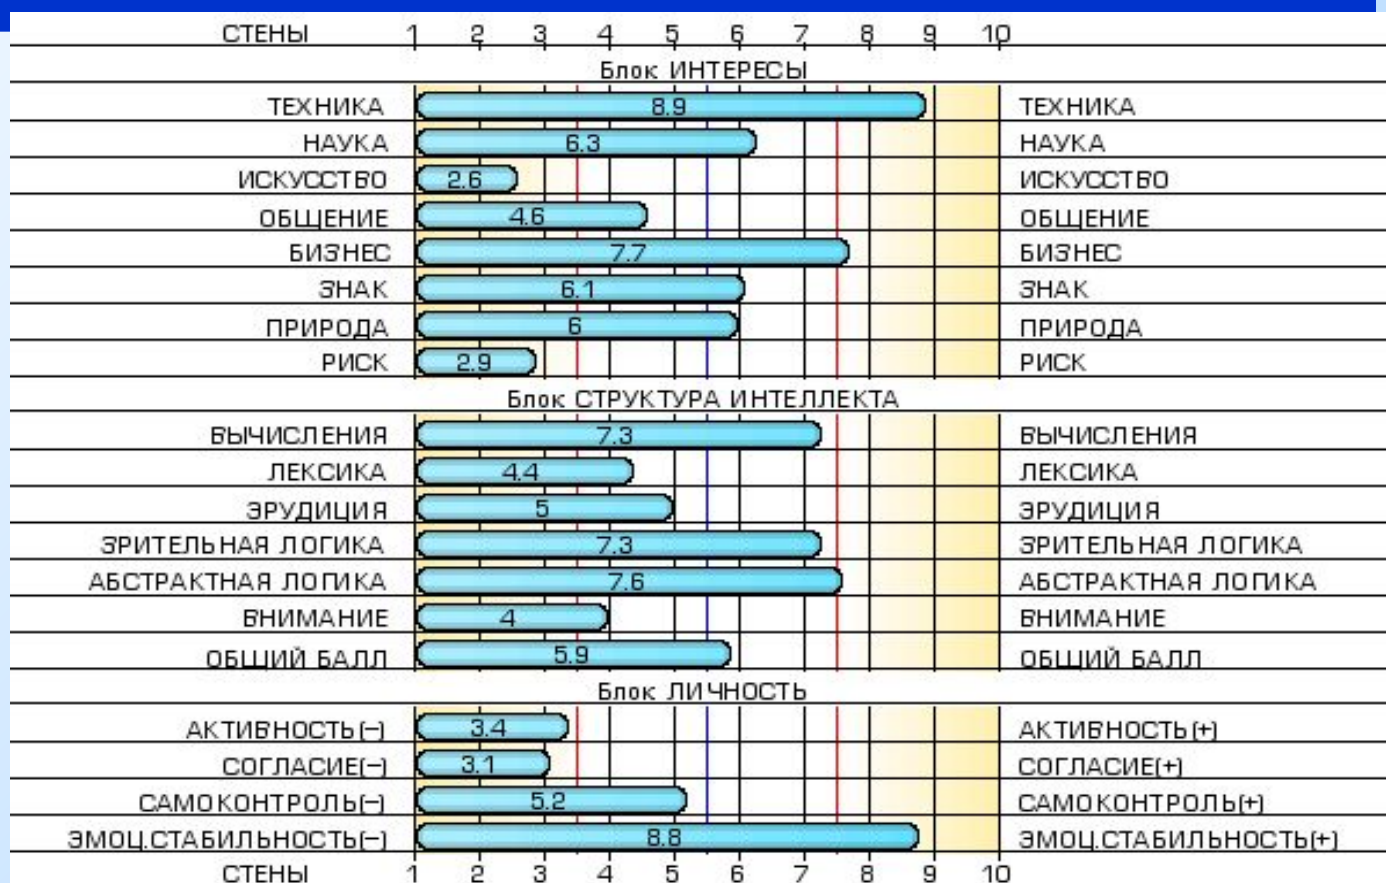 СТЕНЫ 1 2 3 4 5 6 7 8 9 10
Блок ИНТЕРЕСЫ
ТЕХНИКА 8.9 ТЕХНИКА
НАУКА 6.3 НАУКА
ИСКУССТВО 2.6 ИСКУССТВО
ОБЩЕНИЕ 4.6 ОБЩЕНИЕ
БИЗНЕС 7.7 БИЗНЕС
ЗНАК 6.1 ЗНАК
ПРИРОДА 6 ПРИРОДА
РИСК 2.9 РИСК
Блок СТРУКТУРА ИНТЕЛЛЕКТА
ВЫЧИСЛЕНИЯ 7.3 ВЫЧИСЛЕНИЯ
ЛЕКСИКА 4.4 ЛЕКСИКА
ЭРУДИЦИЯ 5 ЭРУДИЦИЯ
ЗРИТЕЛЬНАЯ ЛОГИКА 7.3 ЗРИТЕЛЬНАЯ ЛОГИКА
АБСТРАКТНАЯ ЛОГИКА 7.6 АБСТРАКТНАЯ ЛОГИКА
ВНИМАНИЕ 4 ВНИМАНИЕ
ОБЩИЙ БАЛЛ 5.9 ОБЩИЙ БАЛЛ
Блок ЛИЧНОСТЬ
АКТИВНОСТЬ(–) 3.4 АКТИВНОСТЬ(+)
СОГЛАСИЕ(–) 3.1 СОГЛАСИЕ(+)
САМОКОНТРОЛЬ(–) 5.2 САМОКОНТРОЛЬ(+)
ЭМОЦ.СТАБИЛЬНОСТЬ(–) 8.8 ЭМОЦ.СТАБИЛЬНОСТЬ(+)
СТЕНЫ 1 2 3 4 5 6 7 8 9 10